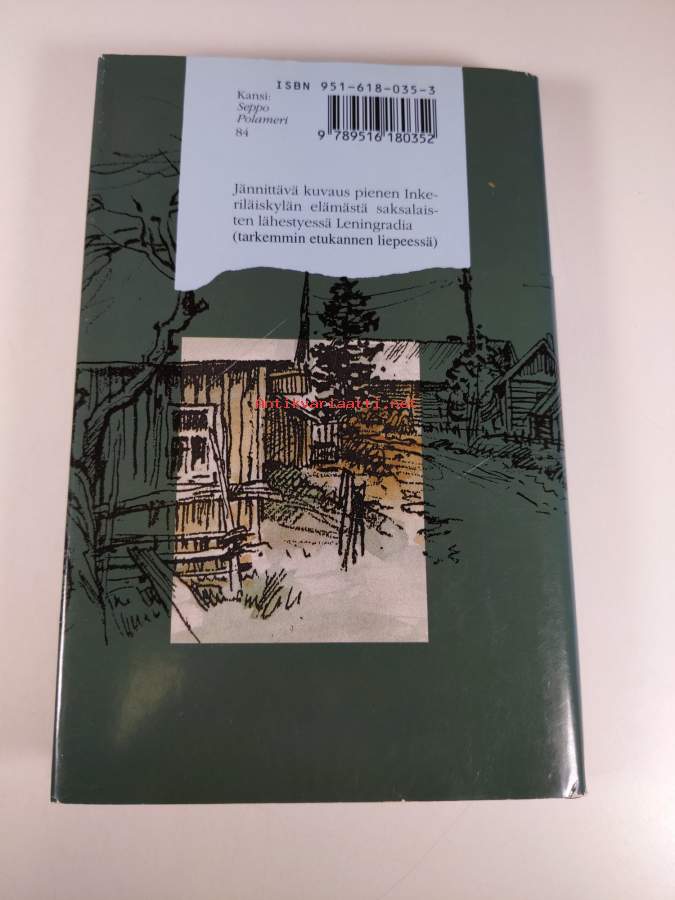 ISBN 951-618-035-3
Kansi:
Seppo
Polameri
84
9 789516 180352
Jännittävä kuvaus pienen Inke-
riläiskylän elämästä saksalais-
ten lähestyessä Leningradia
(tarkemmin etukannen liepeessä)
antikvariaatti.net